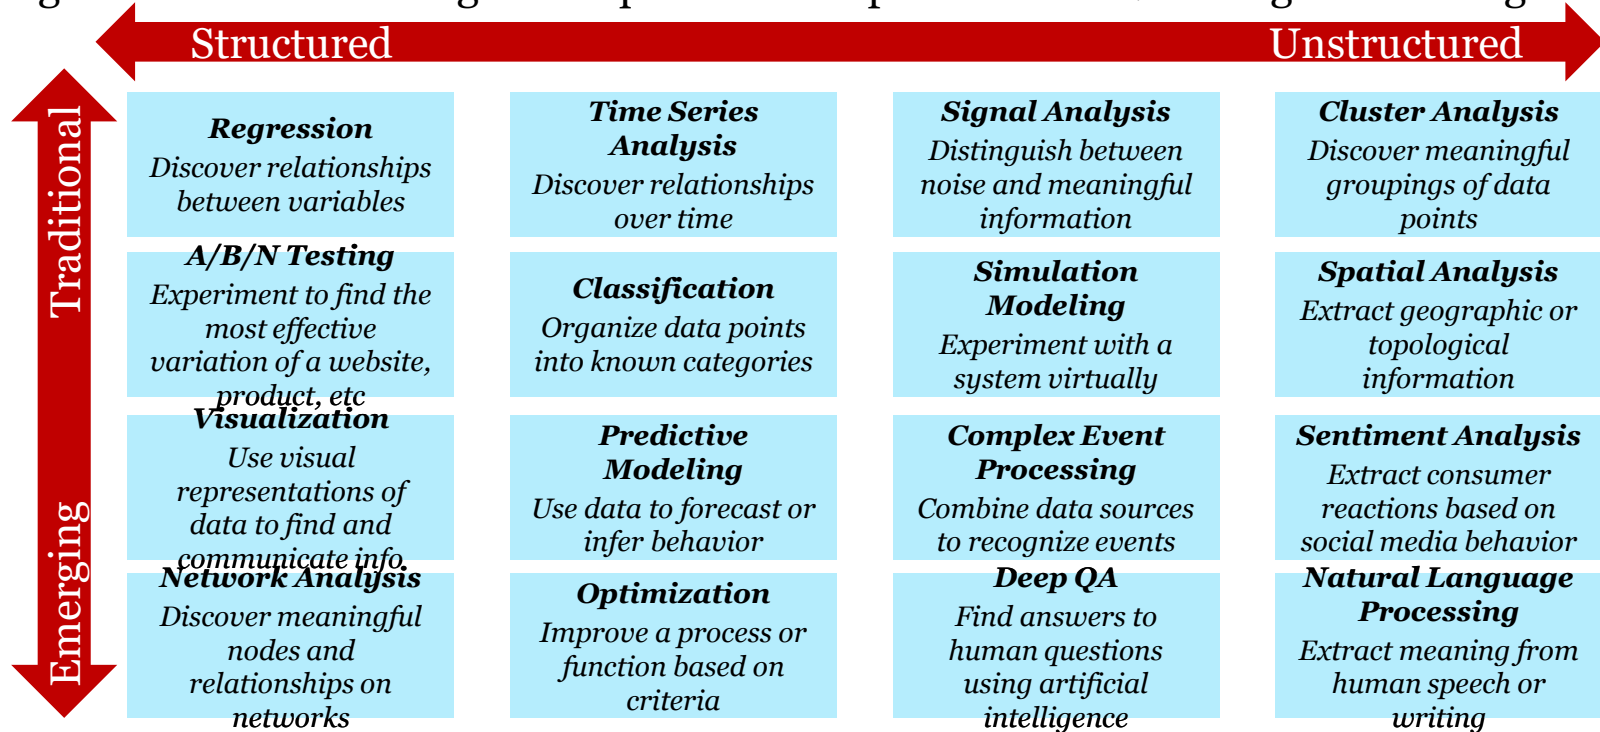 Structured
Unstructured
Traditional
Emerging
Regression
Discover relationships
between variables
Time Series
Analysis
Discover relationships
over time
Signal Analysis
Distinguish between
noise and meaningful
information
Cluster Analysis
Discover meaningful
groupings of data
points
A/B/N Testing
Experiment to find the
most effective
variation of a website,
product, etc
Classification
Organize data points
into known categories
Simulation
Modeling
Experiment with a
system virtually
Spatial Analysis
Extract geographic or
topological
information
Visualization
Use visual
representations of
data to find and
communicate info
Predictive
Modeling
Use data to forecast or
infer behavior
Complex Event
Processing
Combine data sources
to recognize events
Sentiment Analysis
Extract consumer
reactions based on
social media behavior
Network Analysis
Discover meaningful
nodes and
relationships on
networks
Optimization
Improve a process or
function based on
criteria
Deep QA
Find answers to
human questions
using artificial
intelligence
Natural Language
Processing
Extract meaning from
human speech or
writing